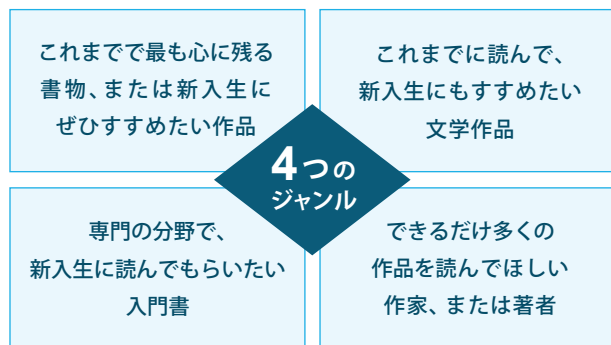 これまでで最も心に残る
書物、または新入生に
ぜひすすめたい作品
これまでに読んで、
新入生にもすすめたい
文学作品
4つの
ジャンル
専門の分野で、
新入生に読んでもらいたい
入門書
できるだけ多くの
作品を読んでほしい
作家、または著者